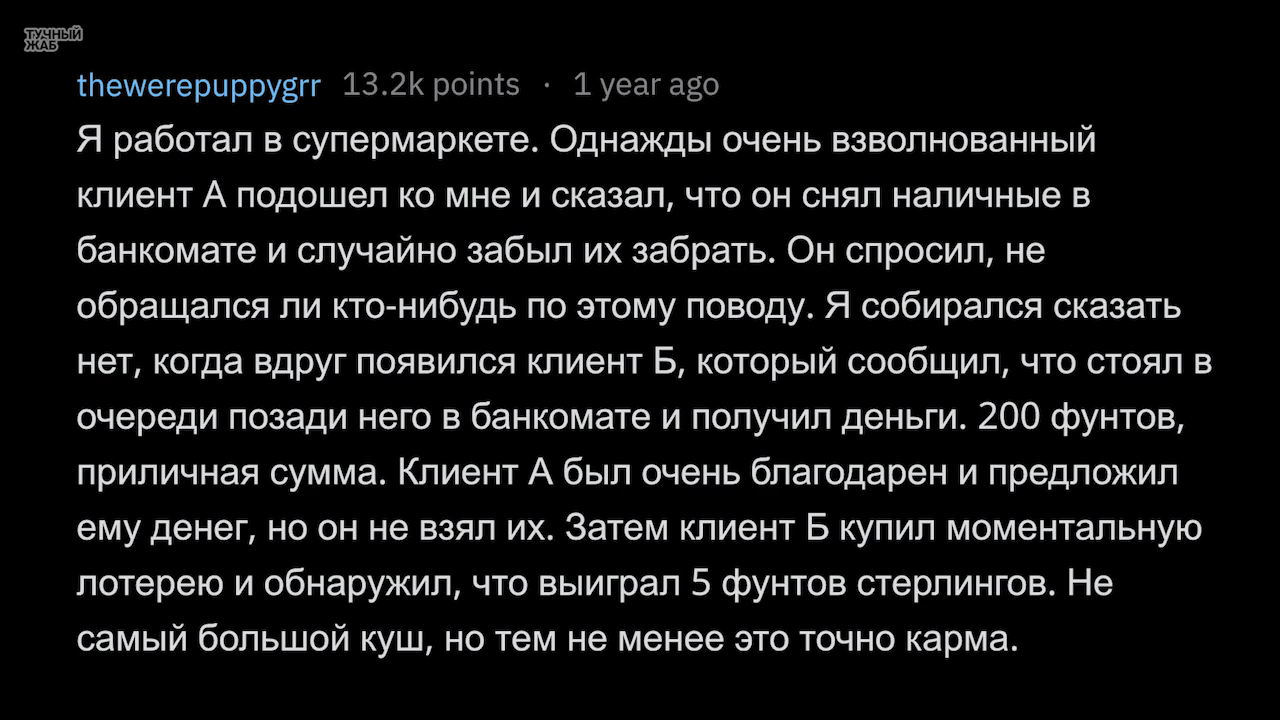 ТУЧНЫЙ
ЖАБ
thewerepuppygrr 13.2k points · 1 year ago
Я работал в супермаркете. Однажды очень взволнованный
клиент А подошел ко мне и сказал, что он снял наличные в
банкомате и случайно забыл их забрать. Он спросил, не
обращался ли кто-нибудь по этому поводу. Я собирался сказать
нет, когда вдруг появился клиент Б, который сообщил, что стоял в
очереди позади него в банкомате и получил деньги. 200 фунтов,
приличная сумма. Клиент А был очень благодарен и предложил
ему денег, но он не взял их. Затем клиент Б купил моментальную
лотерею и обнаружил, что выиграл 5 фунтов стерлингов. Не
самый большой куш, но тем не менее это точно карма.